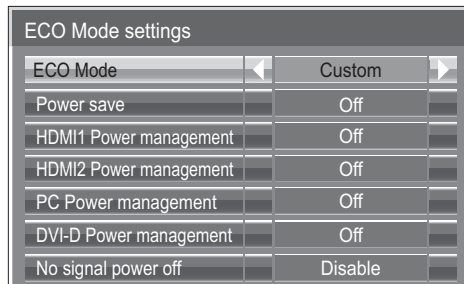 ECO Mode settings
ECO Mode Custom
Power save Off
HDMI1 Power management Off
HDMI2 Power management Off
PC Power management Off
DVI-D Power management Off
No signal power off Disable